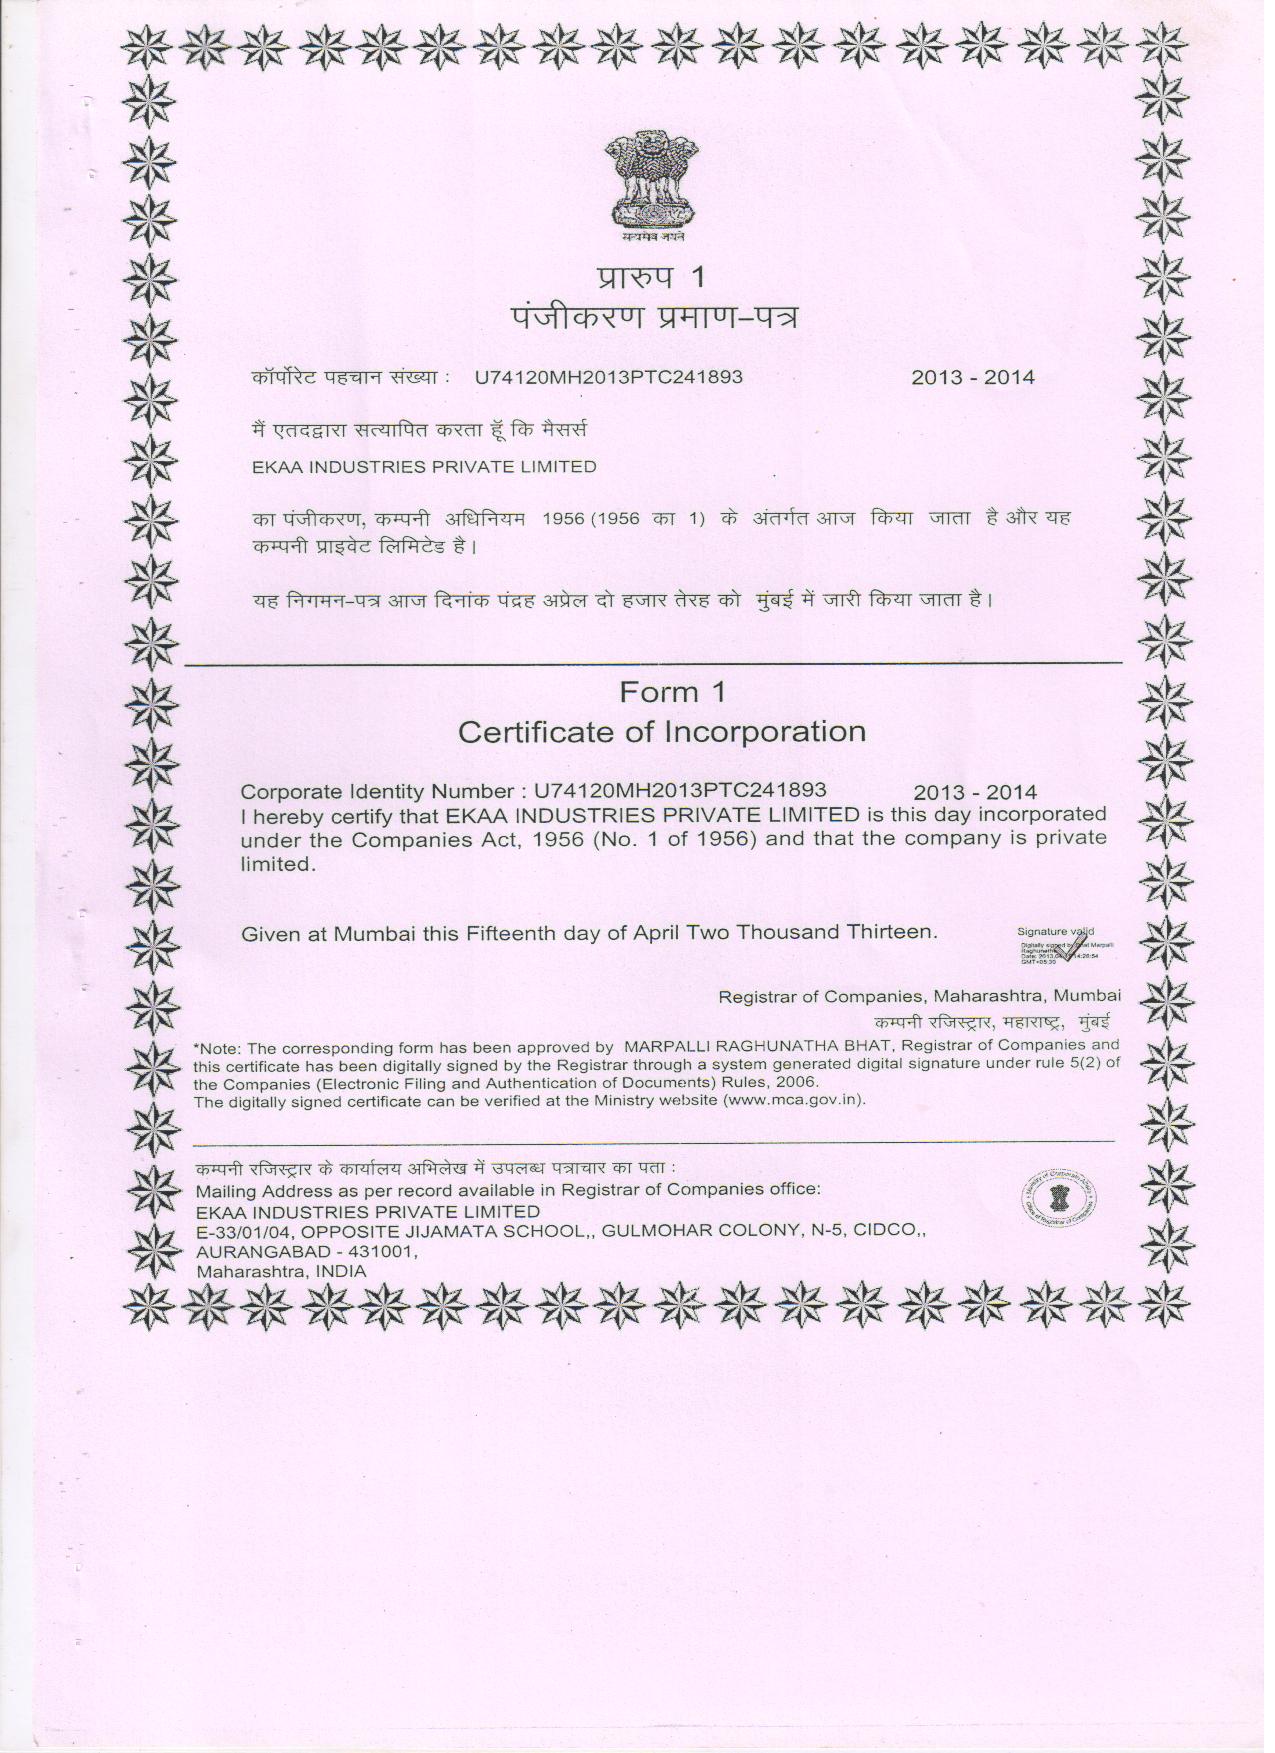 सत्यमेव जयते
प्रारुप 1
पंजीकरण प्रमाण-पत्र
कॉर्पोरेट पहचान संख्या : U74120MH2013PTC241893 2013 - 2014
मैं एतदद्वारा सत्यापित करता हूँ कि मैसर्स
EKAA INDUSTRIES PRIVATE LIMITED
का पंजीकरण, कम्पनी अधिनियम 1956 (1956 का 1) के अंतर्गत आज किया जाता है और यह
कम्पनी प्राइवेट लिमिटेड है।
यह निगमन-पत्र आज दिनांक पंद्रह अप्रेल दो हजार तेरह को मुंबई में जारी किया जाता है।
Form 1
Certificate of Incorporation
Corporate Identity Number : U74120MH2013PTC241893 2013 - 2014
I hereby certify that EKAA INDUSTRIES PRIVATE LIMITED is this day incorporated
under the Companies Act, 1956 (No. 1 of 1956) and that the company is private
limited.
Given at Mumbai this Fifteenth day of April Two Thousand Thirteen.
Signature valid
Digitally signed by Bhat Marpalli
Raghunatha
GMT+05:30
Registrar of Companies, Maharashtra, Mumbai
कम्पनी रजिस्ट्रार, महाराष्ट्र, मुंबई
*Note: The corresponding form has been approved by MARPALLI RAGHUNATHA BHAT, Registrar of Companies and
this certificate has been digitally signed by the Registrar through a system generated digital signature under rule 5(2) of
the Companies (Electronic Filing and Authentication of Documents) Rules, 2006.
The digitally signed certificate can be verified at the Ministry website (www.mca.gov.in).
कम्पनी रजिस्ट्रार के कार्यालय अभिलेख में उपलब्ध पत्राचार का पता :
Mailing Address as per record available in Registrar of Companies office:
EKAA INDUSTRIES PRIVATE LIMITED
E-33/01/04, OPPOSITE JIJAMATA SCHOOL,, GULMOHAR COLONY, N-5, CIDCO,,
AURANGABAD - 431001,
Maharashtra, INDIA
Ministry of Corporate Affairs
Office of Registrar of Companies